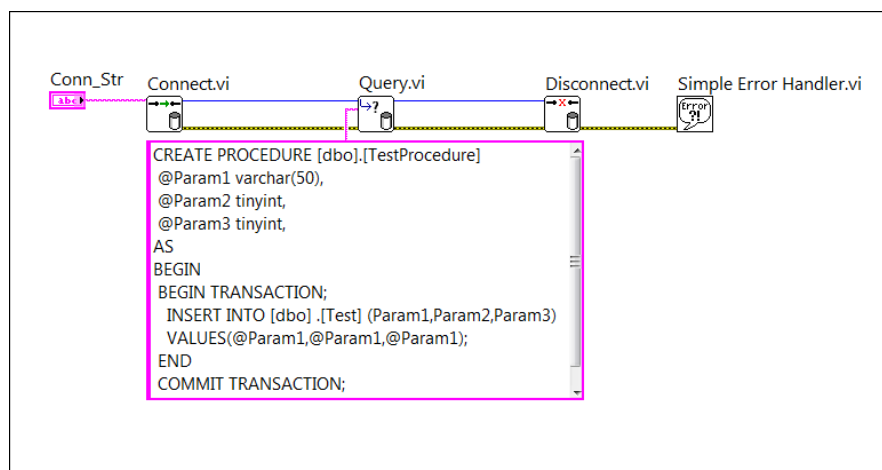 Conn_Str
abc
Connect.vi
Query.vi
?
Disconnect.vi
X
Simple Error Handler.vi
Error
?!
CREATE PROCEDURE [dbo].[TestProcedure]
@Param1 varchar(50),
@Param2 tinyint,
@Param3 tinyint,
AS
BEGIN
BEGIN TRANSACTION;
INSERT INTO [dbo] .[Test] (Param1,Param2,Param3)
VALUES(@Param1,@Param1,@Param1);
END
COMMIT TRANSACTION;